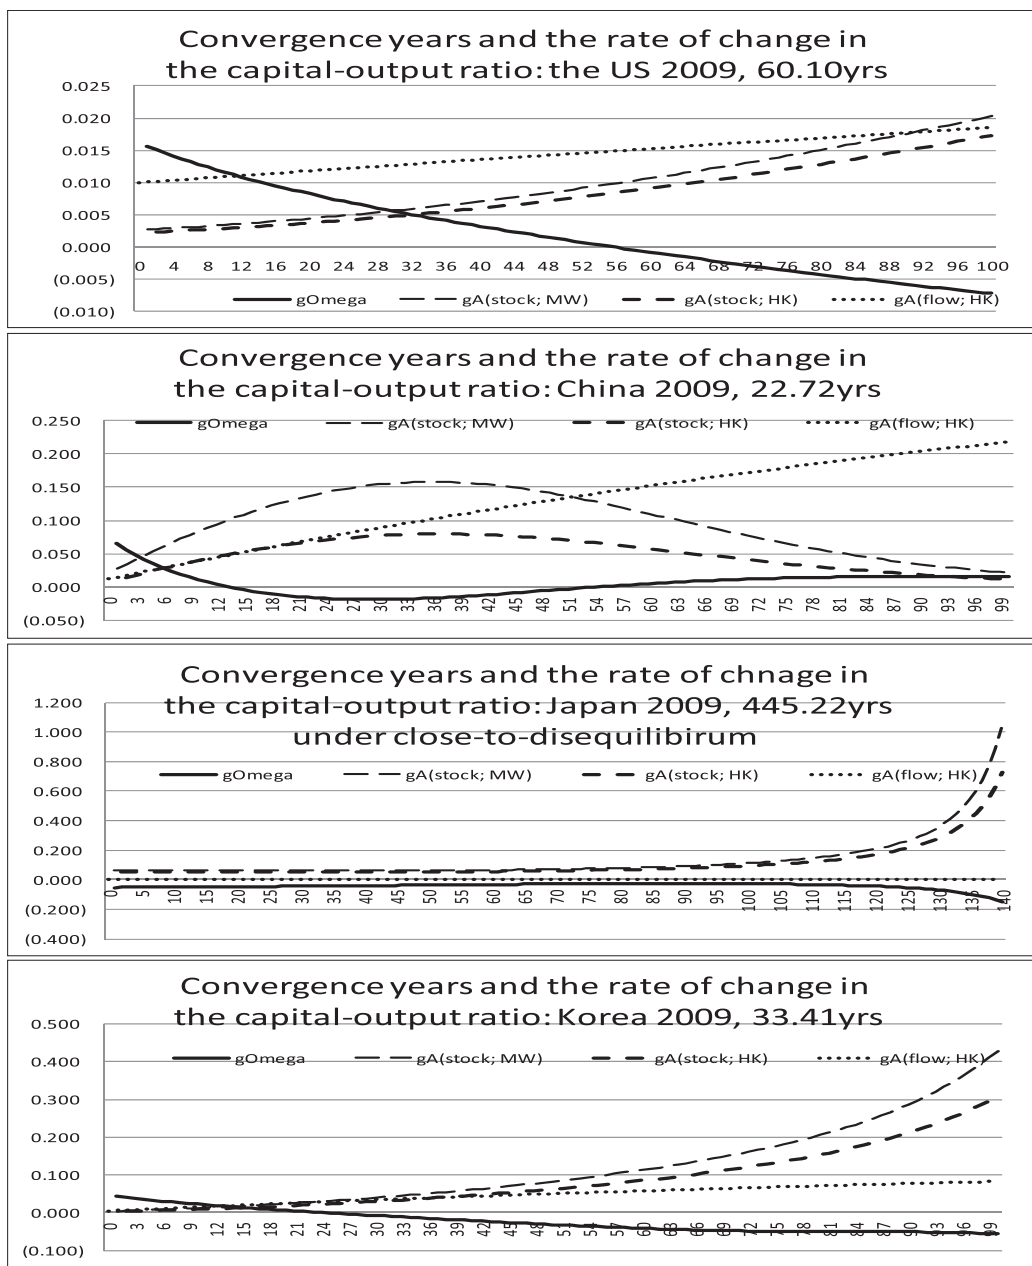 Convergence years and the rate of change in
the capital-output ratio: the US 2009, 60.10yrs
0.025
0.020
0.015
0.010
0.005
0.000
0 4 8 12 16 20 24 28 32 36 40 44 48 52 56 60 64 68 72 76 80 84 88 92 96 100
(0.005)
gOmega gA(stock; MW) gA(stock; HK) gA(flow; HK)
(0.010)
Convergence years and the rate of change in
the capital-output ratio: China 2009, 22.72yrs
0.250
gOmega gA(stock; MW) gA(stock; HK) gA(flow; HK)
0.200
0.150
0.100
0.050
0.000
0 3 6 9 12 15 18 21 24 27 30 33 36 39 42 45 48 51 54 57 60 63 66 69 72 75 78 81 84 87 90 93 96 99
(0.050)
Convergence years and the rate of chnage in
1.200
the capital-output ratio: Japan 2009, 445.22yrs
1.000
under close-to-disequilibirum
0.800
gOmega gA(stock; MW) gA(stock; HK) gA(flow; HK)
0.600
0.400
0.200
0.000
0 5 10 15 20 25 30 35 40 45 50 55 60 65 70 75 80 85 90 95 100 105 110 115 120 125 130 135 140
(0.200)
(0.400)
Convergence years and the rate of change in
the capital-output ratio: Korea 2009, 33.41yrs
0.500
gOmega gA(stock; MW) gA(stock; HK) gA(flow; HK)
0.400
0.300
0.200
0.100
0.000
0 3 6 9 12 15 18 21 24 27 30 33 36 39 42 45 48 51 54 57 60 63 66 69 72 75 78 81 84 87 90 93 96 99
(0.100)